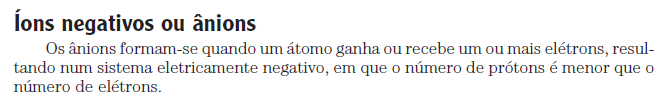 Íons negativos ou ânions
Os ânions formam-se quando um átomo ganha ou recebe um ou mais elétrons, resul-
tando num sistema eletricamente negativo, em que o número de prótons é menor que o
número de elétrons.